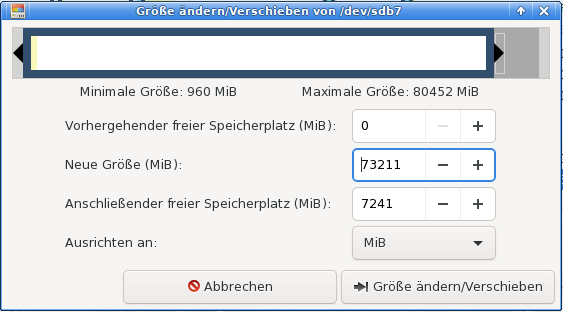 Größe ändern/Verschieben von /dev/sdb7
Minimale Größe: 960 MiB Maximale Größe: 80452 MiB
Vorhergehender freier Speicherplatz (MiB): 0
Neue Größe (MiB): 73211
Anschließender freier Speicherplatz (MiB): 7241
Ausrichten an: MiB
Abbrechen Größe ändern/Verschieben